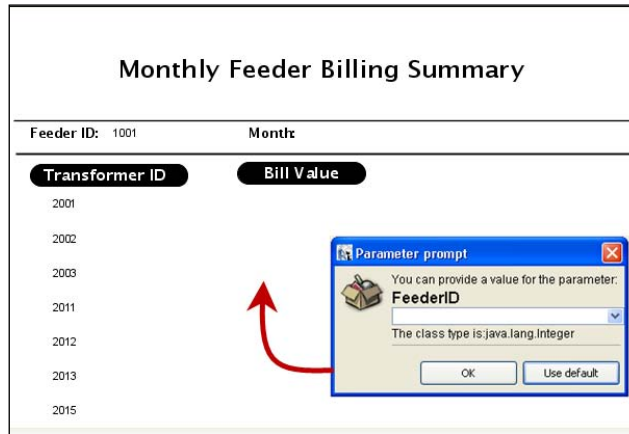 Monthly Feeder Billing Summary
Feeder ID: 1001 Month:
Transformer ID Bill Value
2001
2002
2003
2011
2012
2013
2015
Parameter prompt
You can provide a value for the parameter:
FeederID
The class type is:java.lang.Integer
OK Use default